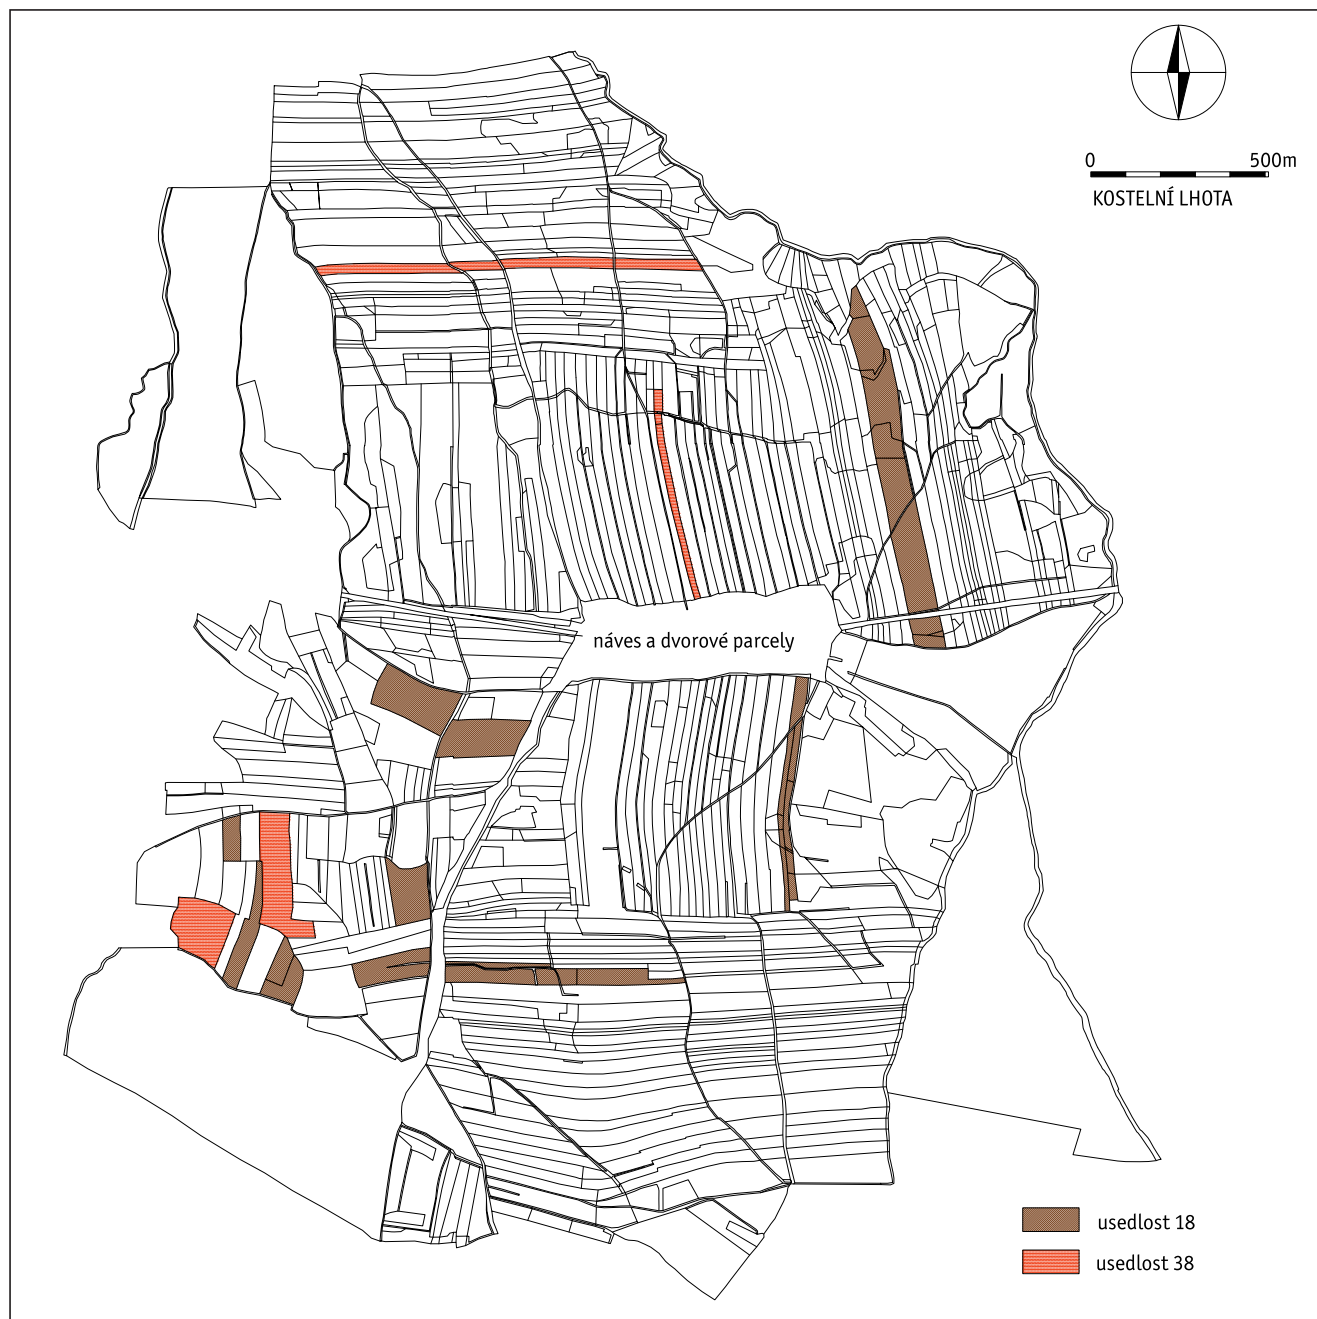 0 500m
KOSTELNÍ LHOTA
náves a dvorové parcely
usedlost 18
usedlost 38